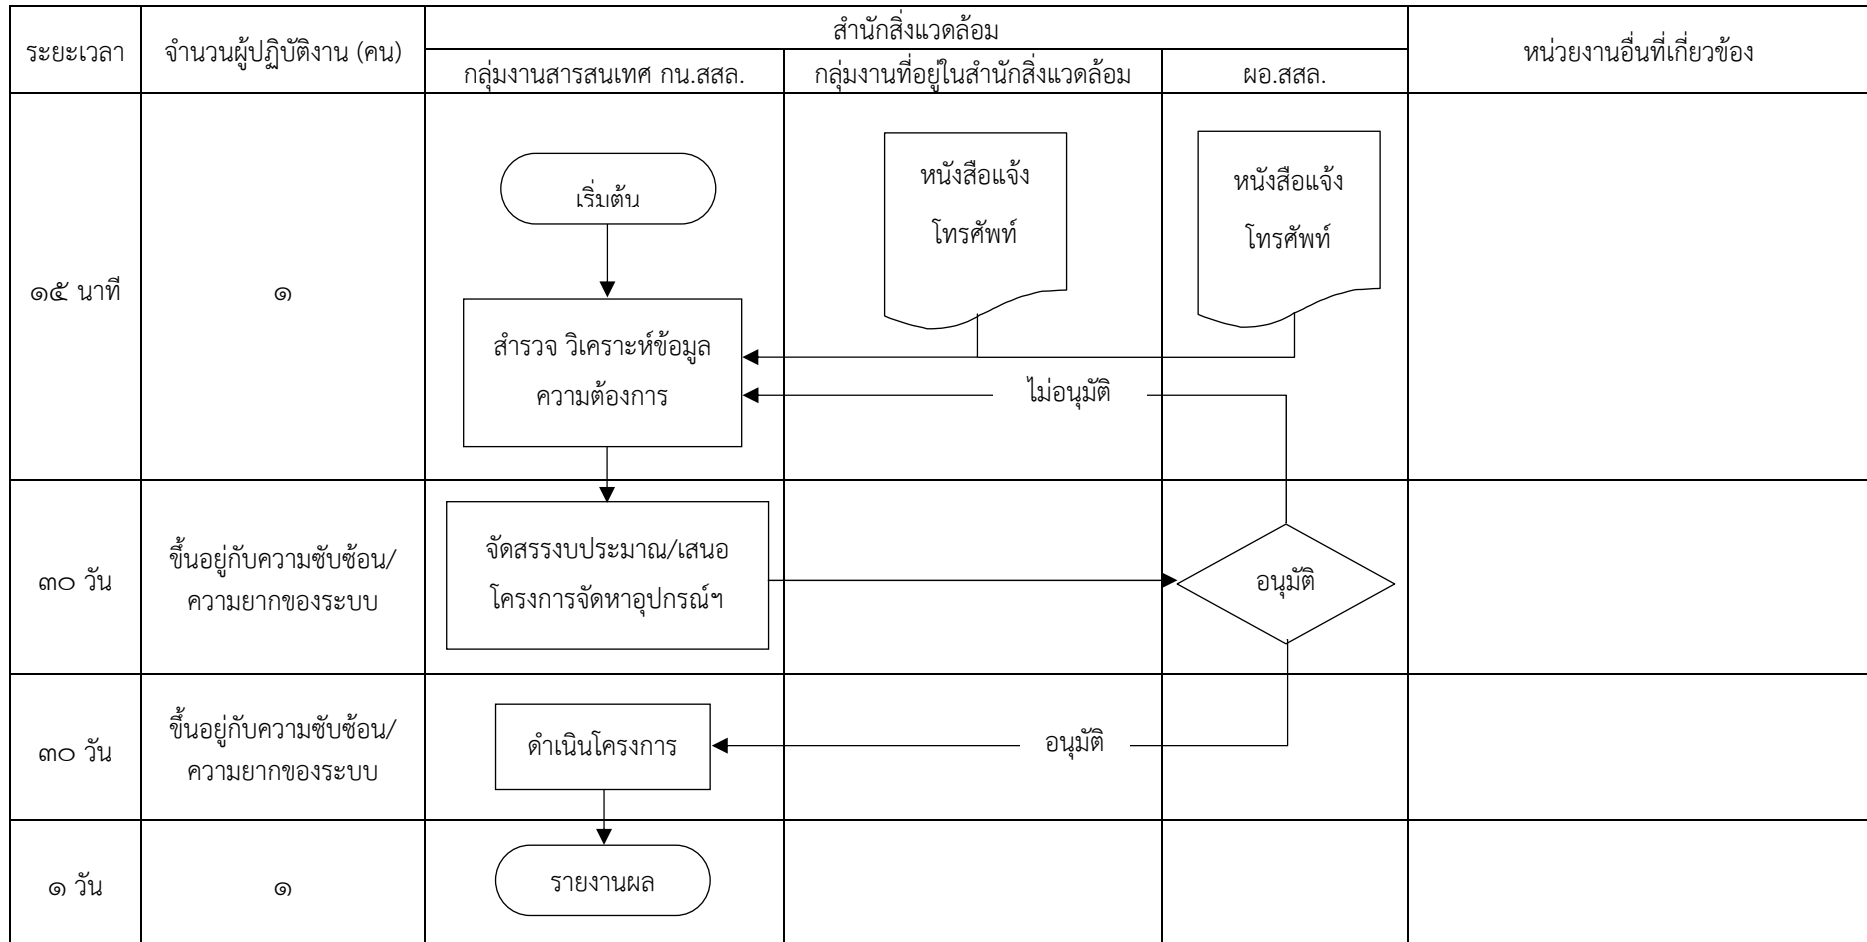 ระยะเวลา
จำนวนผู้ปฏิบัติงาน (คน)
สำนักสิ่งแวดล้อม
หน่วยงานอื่นที่เกี่ยวข้อง
กลุ่มงานสารสนเทศ กน.สสล.
กลุ่มงานที่อยู่ในสำนักสิ่งแวดล้อม
ผอ.สสล.
๑๕ นาที
๑
เริ่มต้น
หนังสือแจ้ง
โทรศัพท์
หนังสือแจ้ง
โทรศัพท์
สำรวจ วิเคราะห์ข้อมูล
ความต้องการ
ไม่อนุมัติ
๓๐ วัน
ขึ้นอยู่กับความซับซ้อน/
ความยากของระบบ
จัดสรรงบประมาณ/เสนอ
โครงการจัดหาอุปกรณ์ฯ
อนุมัติ
๓๐ วัน
ขึ้นอยู่กับความซับซ้อน/
ความยากของระบบ
ดำเนินโครงการ
อนุมัติ
๑ วัน
๑
รายงานผล